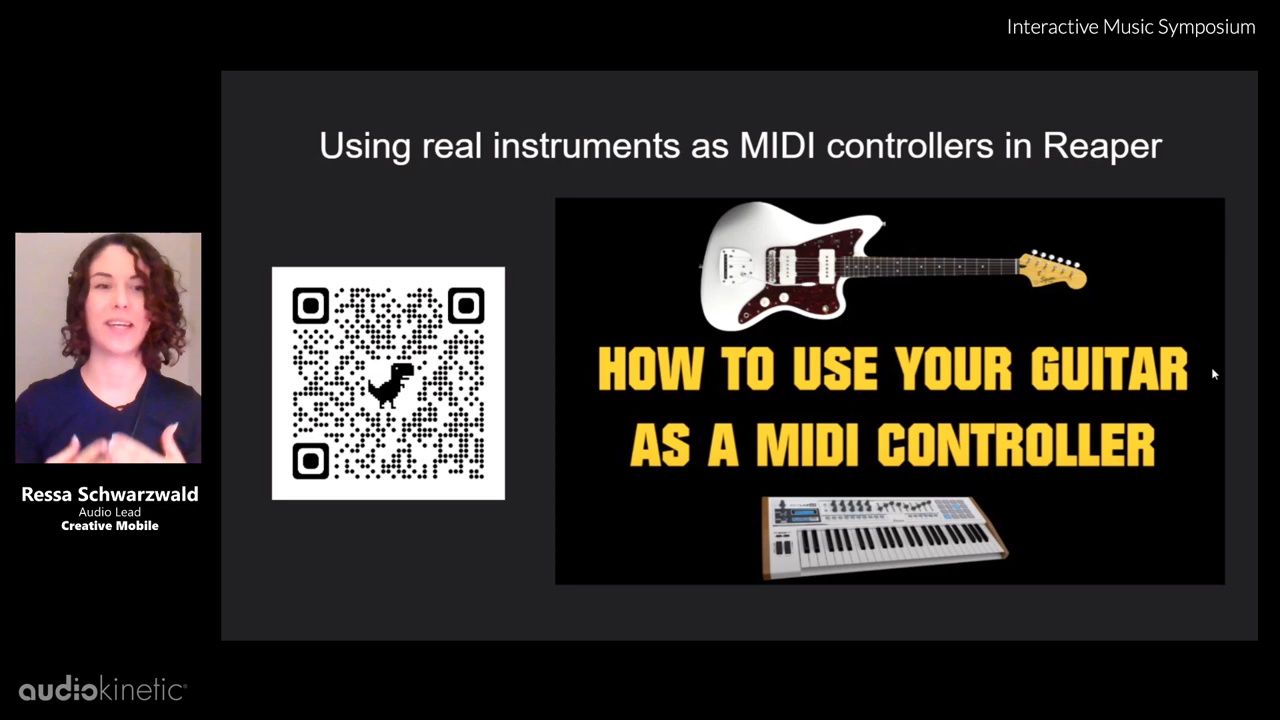 Interactive Music Symposium
Using real instruments as MIDI controllers in Reaper
HOW TO USE YOUR GUITAR
AS A MIDI CONTROLLER
Ressa Schwarzwald
Audio Lead
Creative Mobile
audiokinetic